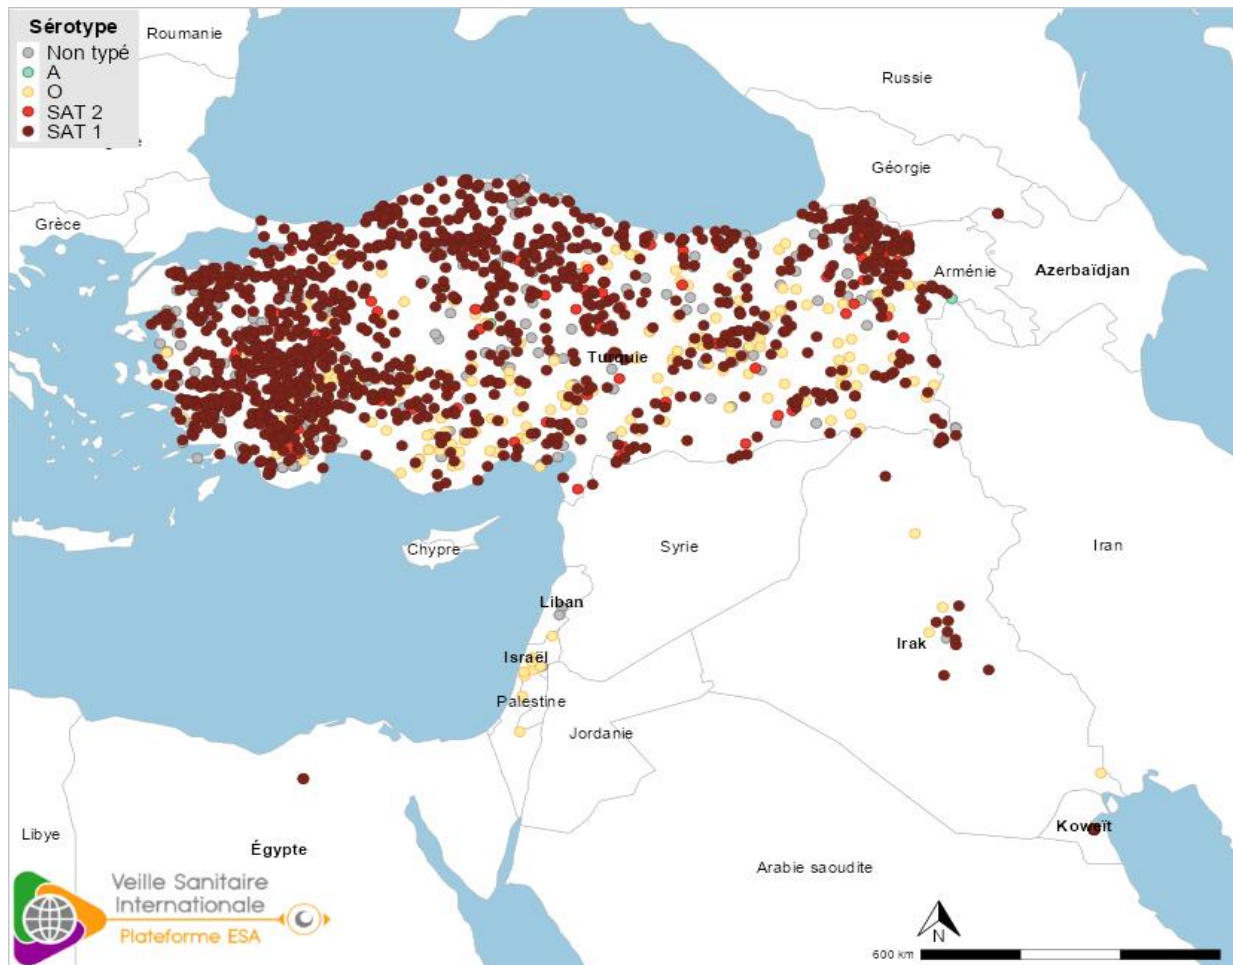 Sérotype
Non typé
A
O
SAT 2
SAT 1
Roumanie
Russie
Géorgie
Grèce
Arménie
Azerbaïdjan
Turquie
Chypre
Syrie
Iran
Liban
Israël
Irak
Palestine
Jordanie
Koweït
Libye
Égypte
Arabie saoudite
Veille Sanitaire
Internationale
Plateforme ESA
N
600 km